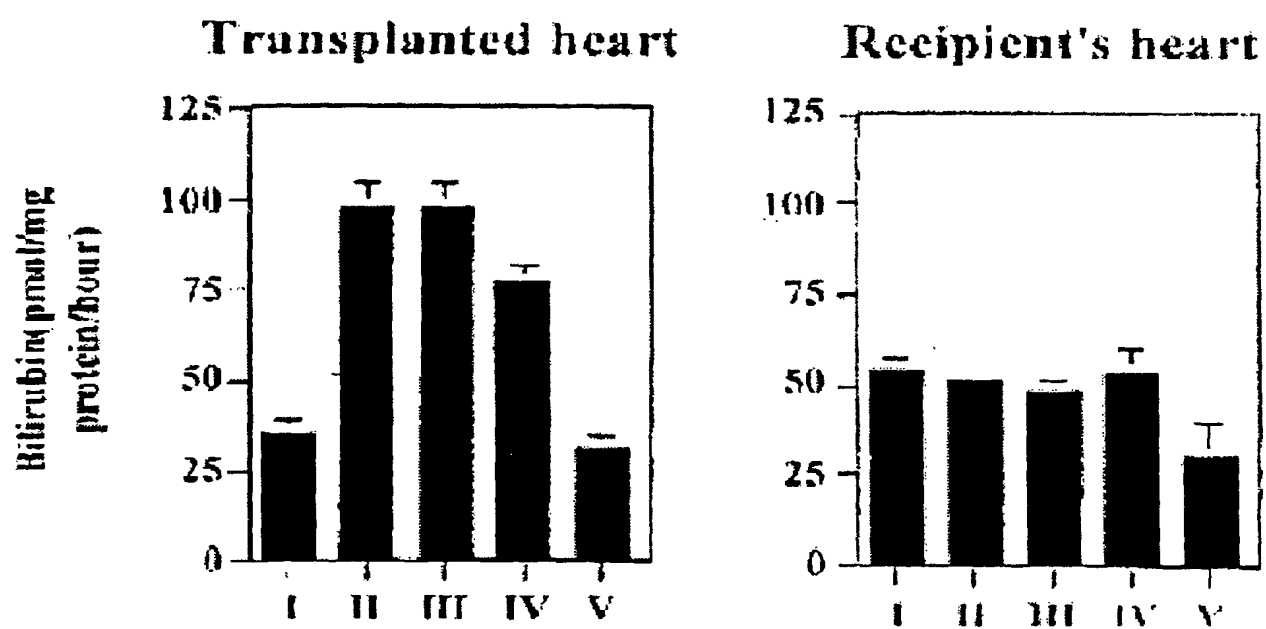 Transplanted heart
Recipient's heart
Bilirubin(pmol/mg
protein/hour)
125
100
75
50
25
0
I II III IV V
125
100
75
50
25
0
I II III IV V